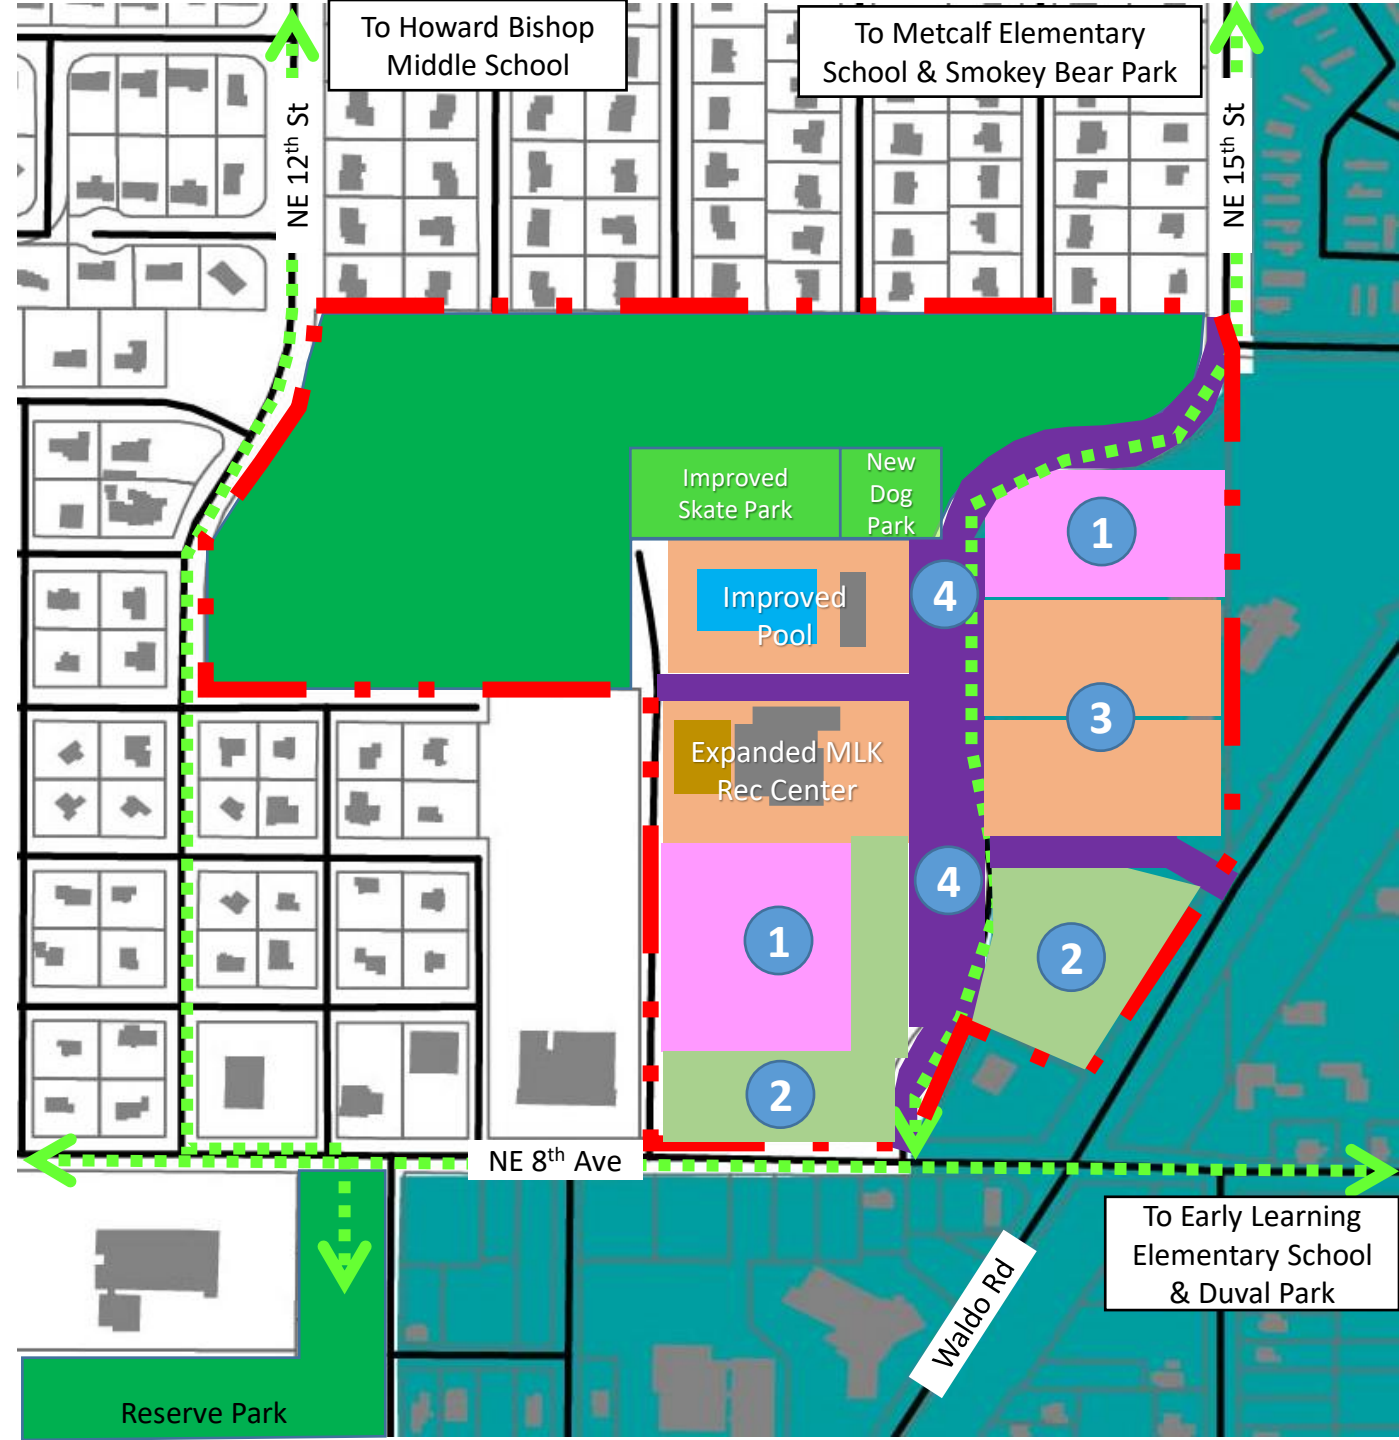 To Howard Bishop
Middle School
To Metcalf Elementary
School & Smokey Bear Park
NE 12th St
NE 15th St
Improved
Skate Park
New
Dog
Park
1
4
Improved
Pool
3
Expanded MLK
Rec Center
4
1
2
2
NE 8th Ave
To Early Learning
Elementary School
& Duval Park
Waldo Rd
Reserve Park